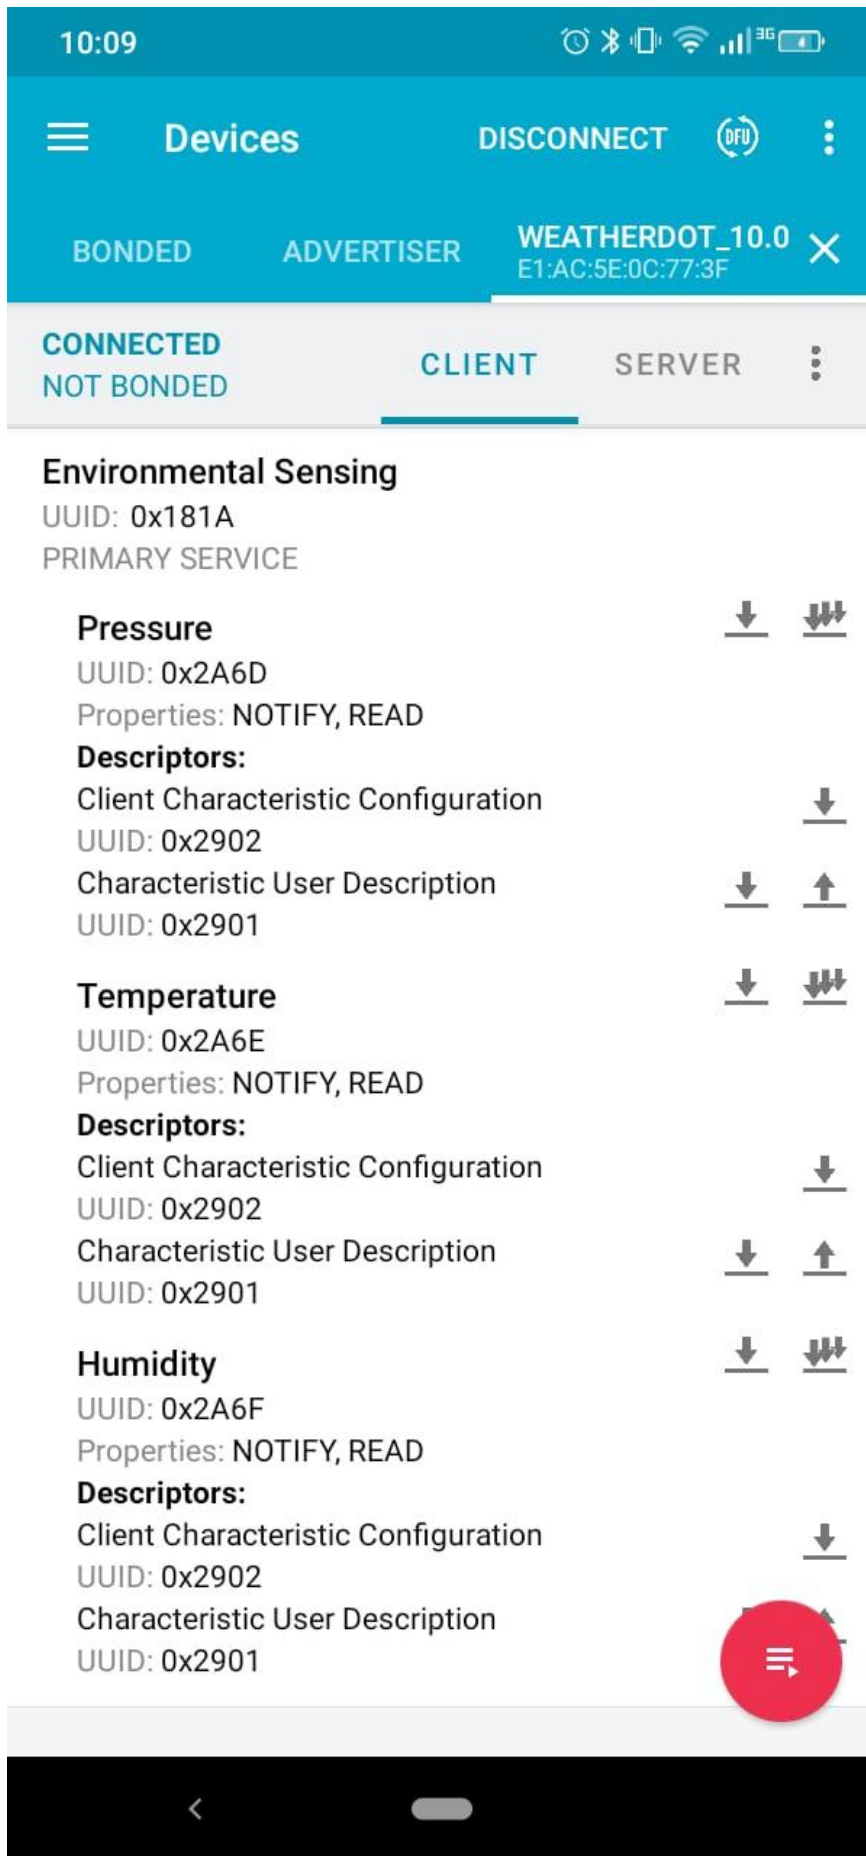 10:09
3G
Devices
DISCONNECT
DFU
BONDED
ADVERTISER
WEATHERDOT_10.0
E1:AC:5E:0C:77:3F
CONNECTED
NOT BONDED
CLIENT
SERVER
Environmental Sensing
UUID: 0x181A
PRIMARY SERVICE
Pressure
UUID: 0x2A6D
Properties: NOTIFY, READ
Descriptors:
Client Characteristic Configuration
UUID: 0x2902
Characteristic User Description
UUID: 0x2901
Temperature
UUID: 0x2A6E
Properties: NOTIFY, READ
Descriptors:
Client Characteristic Configuration
UUID: 0x2902
Characteristic User Description
UUID: 0x2901
Humidity
UUID: 0x2A6F
Properties: NOTIFY, READ
Descriptors:
Client Characteristic Configuration
UUID: 0x2902
Characteristic User Description
UUID: 0x2901